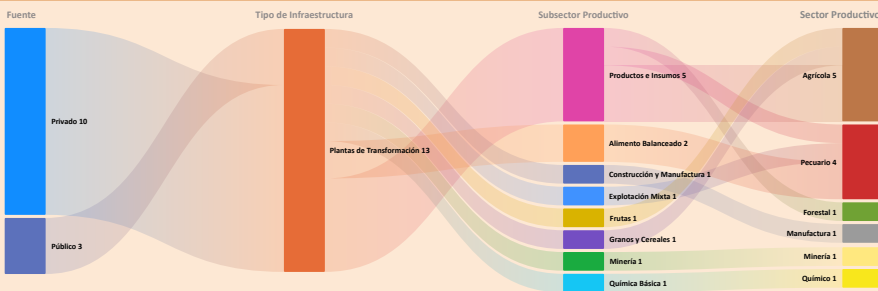 Fuente
Tipo de Infraestructura
Subsector Productivo
Sector Productivo
Privado 10
Público 3
Plantas de Transformación 13
Productos e Insumos 5
Alimento Balanceado 2
Construcción y Manufactura 1
Explotación Mixta 1
Frutas 1
Granos y Cereales 1
Minería 1
Química Básica 1
Agrícola 5
Pecuario 4
Forestal 1
Manufactura 1
Minería 1
Químico 1